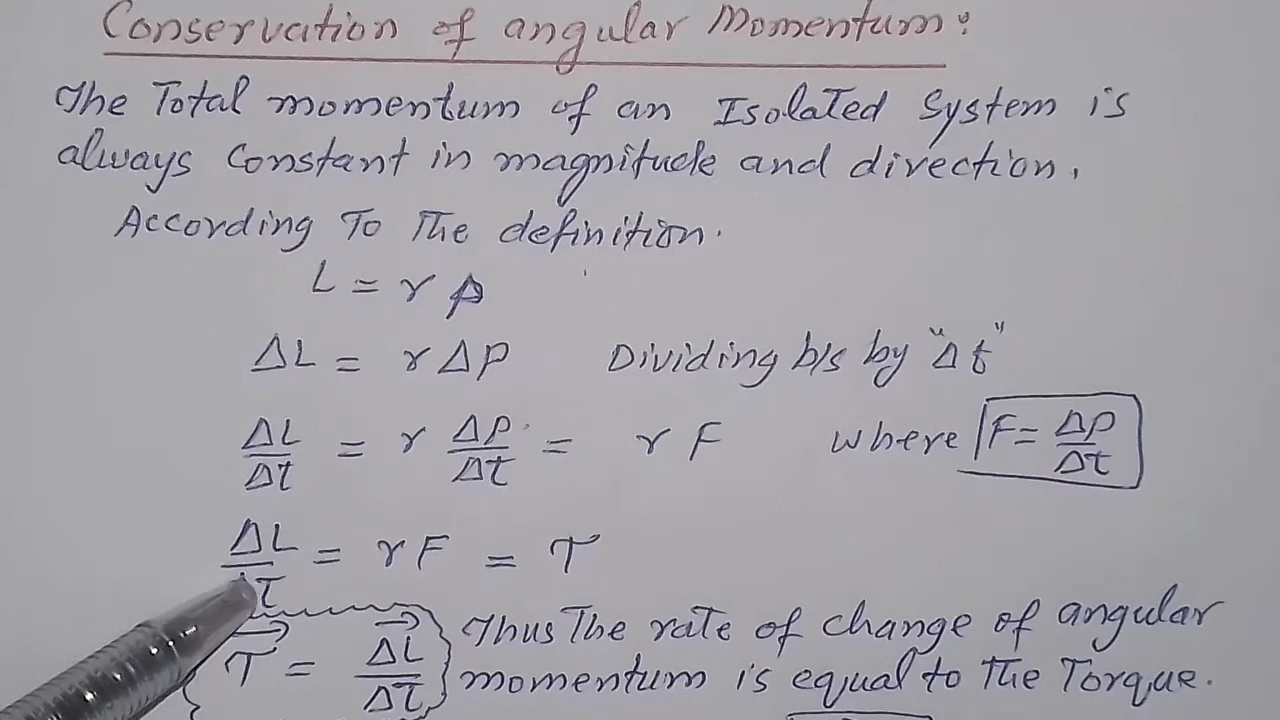 Conservation of angular Momentum:
The Total momentum of an Isolated System is
always Constant in magnitude and direction.
According To The definition.
L = r p
ΔL = r Δp Dividing b/s by "Δt"
ΔL/Δt = r Δp/Δt = r F where F = Δp/Δt
ΔL/Δt = r F = τ
τ⃗ = ΔL⃗/Δt Thus The rate of change of angular
momentum is equal to The Torque.